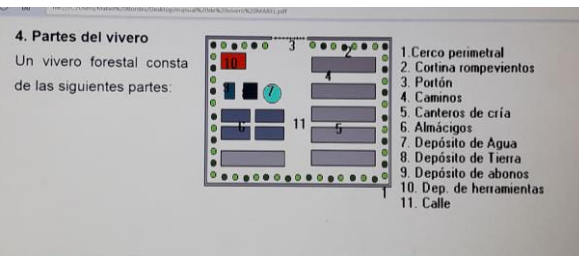 4. Partes del vivero
Un vivero forestal consta
de las siguientes partes:
3
2
10
4
9
7
6
11
5
1
1.Cerco perimetral
2. Cortina rompevientos
3. Portón
4. Caminos
5. Canteros de cría
6. Almácigos
7. Depósito de Agua
8. Depósito de Tierra
9. Depósito de abonos
10. Dep. de herramientas
11. Calle